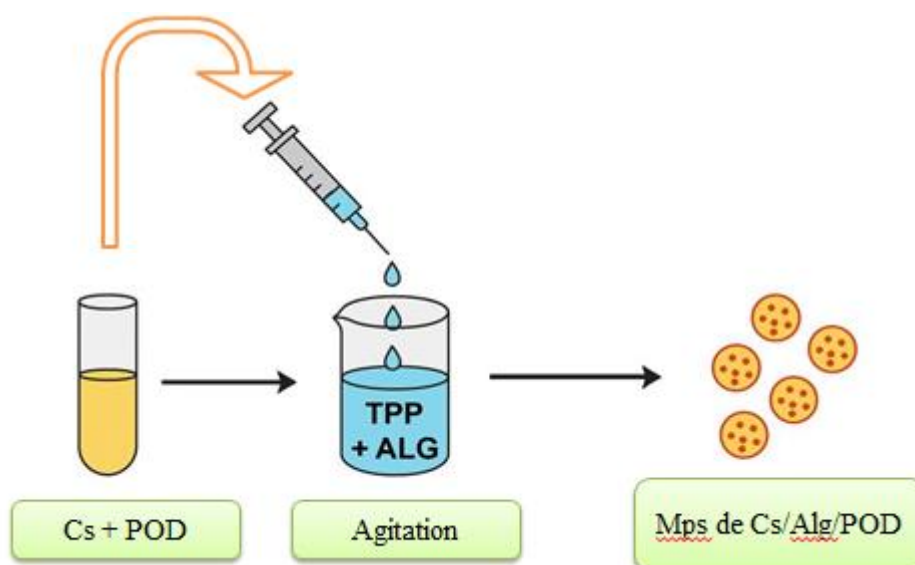 TPP
+ ALG
Cs + POD
Agitation
Mps de Cs/Alg/POD